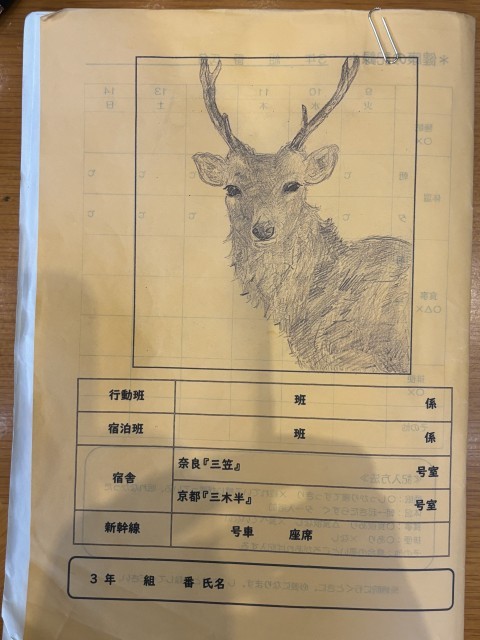 行動班 班 係
宿泊班 班 係
宿舎 奈良『三笠』 号室
京都『三木半』 号室
新幹線 号車 座席
3年 組 番 氏名